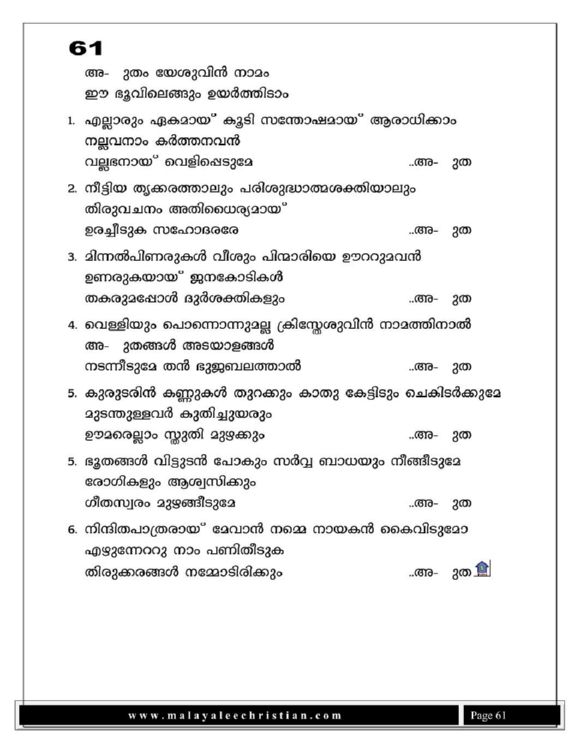 61
അ- ുതം യേശുവിൻ നാമം
ഈ ഭൂവിലെങ്ങും ഉയർത്തിടാം
1. എല്ലാരും ഏകമായ് കൂടി സന്തോഷമായ് ആരാധിക്കാം
നല്ലവനാം കർത്തനവൻ
വല്ലഭനായ് വെളിപ്പെടുമേ ..അ- ുത
2. നീട്ടിയ തൃക്കരത്താലും പരിശുദ്ധാത്മശക്തിയാലും
തിരുവചനം അതിധൈര്യമായ്
ഉരച്ചീടുക സഹോദരരേ ..അ- ുത
3. മിന്നൽപിണരുകൾ വീശും പിന്മാരിയെ ഊററുമവൻ
ഉണരുകയായ് ജനകോടികൾ
തകരുമപ്പോൾ ദുർശക്തികളും ..അ- ുത
4. വെള്ളിയും പൊന്നൊന്നുമല്ല ക്രിസ്തേശുവിൻ നാമത്തിനാൽ
അ- ുതങ്ങൾ അടയാളങ്ങൾ
നടന്നീടുമേ തൻ ഭുജബലത്താൽ ..അ- ുത
5. കുരുടരിൻ കണ്ണുകൾ തുറക്കും കാതു കേട്ടിടും ചെകിടർക്കുമേ
മുടന്തുള്ളവർ കുതിച്ചുയരും
ഊമരെല്ലാം സ്തുതി മുഴക്കും ..അ- ുത
5. ഭൂതങ്ങൾ വിട്ടുടൻ പോകും സർവ്വ ബാധയും നീങ്ങീടുമേ
രോഗികളും ആശ്വസിക്കും
ഗീതസ്വരം മുഴങ്ങീടുമേ ..അ- ുത
6. നിന്ദിതപാത്രരായ് മേവാൻ നമ്മെ നായകൻ കൈവിടുമോ
എഴുന്നേററു നാം പണിതീടുക
തിരുക്കരങ്ങൾ നമ്മോടിരിക്കും ..അ- ുത
www.malayaleechristian.com Page 61